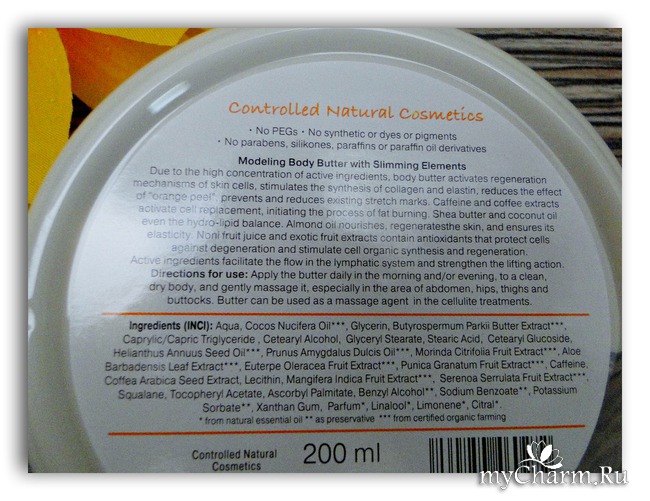 Controlled Natural Cosmetics
• No PEGs • No synthetic or dyes or pigments
• No parabens, silikones, paraffins or paraffin oil derivatives
Modeling Body Butter with Slimming Elements
Due to the high concentration of active ingredients, body butter activates regeneration
mechanisms of skin cells, stimulates the synthesis of collagen and elastin, reduces the effect
of "orange peel", prevents and reduces existing stretch marks. Caffeine and coffee extracts
activate cell replacement, initiating the process of fat burning. Shea butter and coconut oil
even the hydro-lipid balance. Almond oil nourishes, regeneratesthe skin, and ensures its
elasticity. Noni fruit juice and exotic fruit extracts contain antioxidants that protect cells
against degeneration and stimulate cell organic synthesis and regeneration.
Active ingredients facilitate the flow in the lymphatic system and strengthen the lifting action.
Directions for use: Apply the butter daily in the morning and/or evening, to a clean,
dry body, and gently massage it, especially in the area of abdomen, hips, thighs and
buttocks. Butter can be used as a massage agent in the cellulite treatments.
Ingredients (INCI): Aqua, Cocos Nucifera Oil***, Glycerin, Butyrospermum Parkii Butter Extract***,
Caprylic/Capric Triglyceride , Cetearyl Alcohol, Glyceryl Stearate, Stearic Acid, Cetearyl Glucoside,
Helianthus Annuus Seed Oil***, Prunus Amygdalus Dulcis Oil***, Morinda Citrifolia Fruit Extract***, Aloe
Barbadensis Leaf Extract***, Euterpe Oleracea Fruit Extract***, Punica Granatum Fruit Extract***, Caffeine,
Coffea Arabica Seed Extract, Lecithin, Mangifera Indica Fruit Extract***, Serenoa Serrulata Fruit Extract***,
Squalane, Tocopheryl Acetate, Ascorbyl Palmitate, Benzyl Alcohol**, Sodium Benzoate**, Potassium
Sorbate**, Xanthan Gum, Parfum*, Linalool*, Limonene*, Citral*.
* from natural essential oil ** as preservative *** from certified organic farming
Controlled Natural
Cosmetics
200 ml
myCharm.Ru